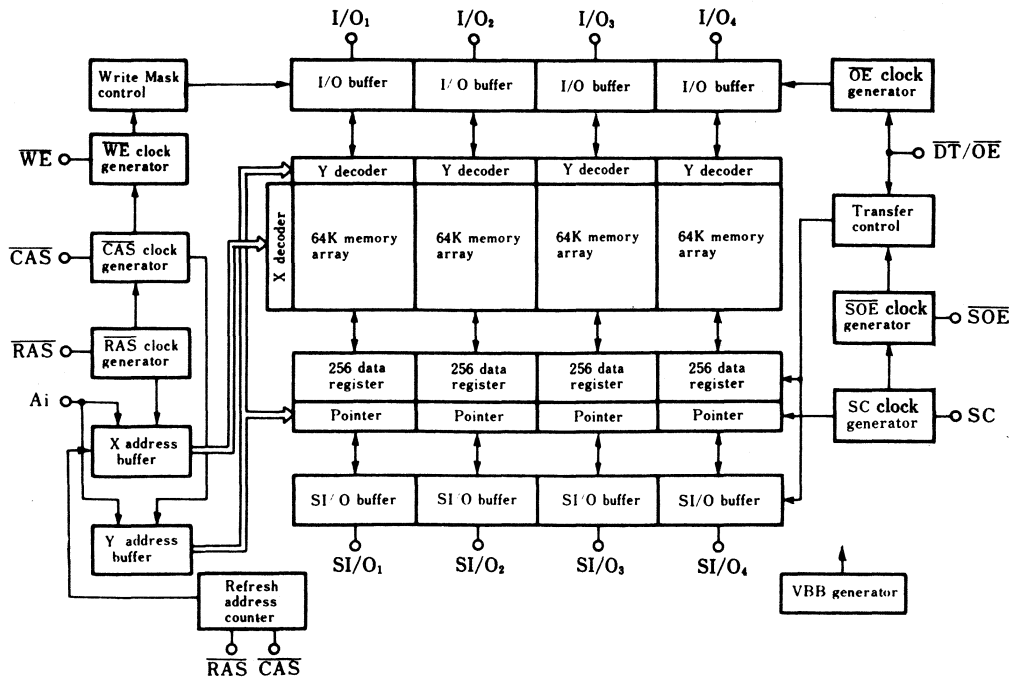 I/O₁ I/O₂ I/O₃ I/O₄
Write Mask
control
I/O buffer I/O buffer I/O buffer I/O buffer
OE clock
generator
WE
WE clock
generator
DT/OE
Y decoder Y decoder Y decoder Y decoder
X decoder
64K memory
array
64K memory
array
64K memory
array
64K memory
array
Transfer
control
CAS
CAS clock
generator
SOE clock
generator
SOE
RAS
RAS clock
generator
256 data
register
256 data
register
256 data
register
256 data
register
Ai
Pointer Pointer Pointer Pointer
SC clock
generator
SC
X address
buffer
SI/O buffer SI/O buffer SI/O buffer SI/O buffer
Y address
buffer
SI/O₁ SI/O₂ SI/O₃ SI/O₄
Refresh
address
counter
VBB generator
RAS CAS